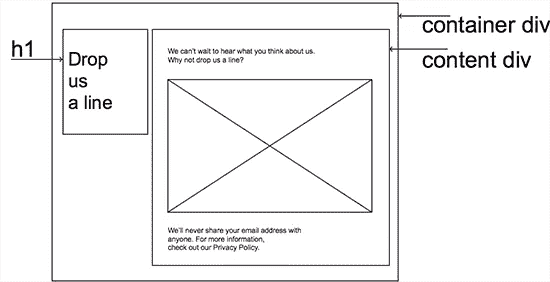 h1
Drop
us
a line
We can't wait to hear what you think about us.
Why not drop us a line?
We'll never share your email address with
anyone. For more information,
check out our Privacy Policy.
container div
content div